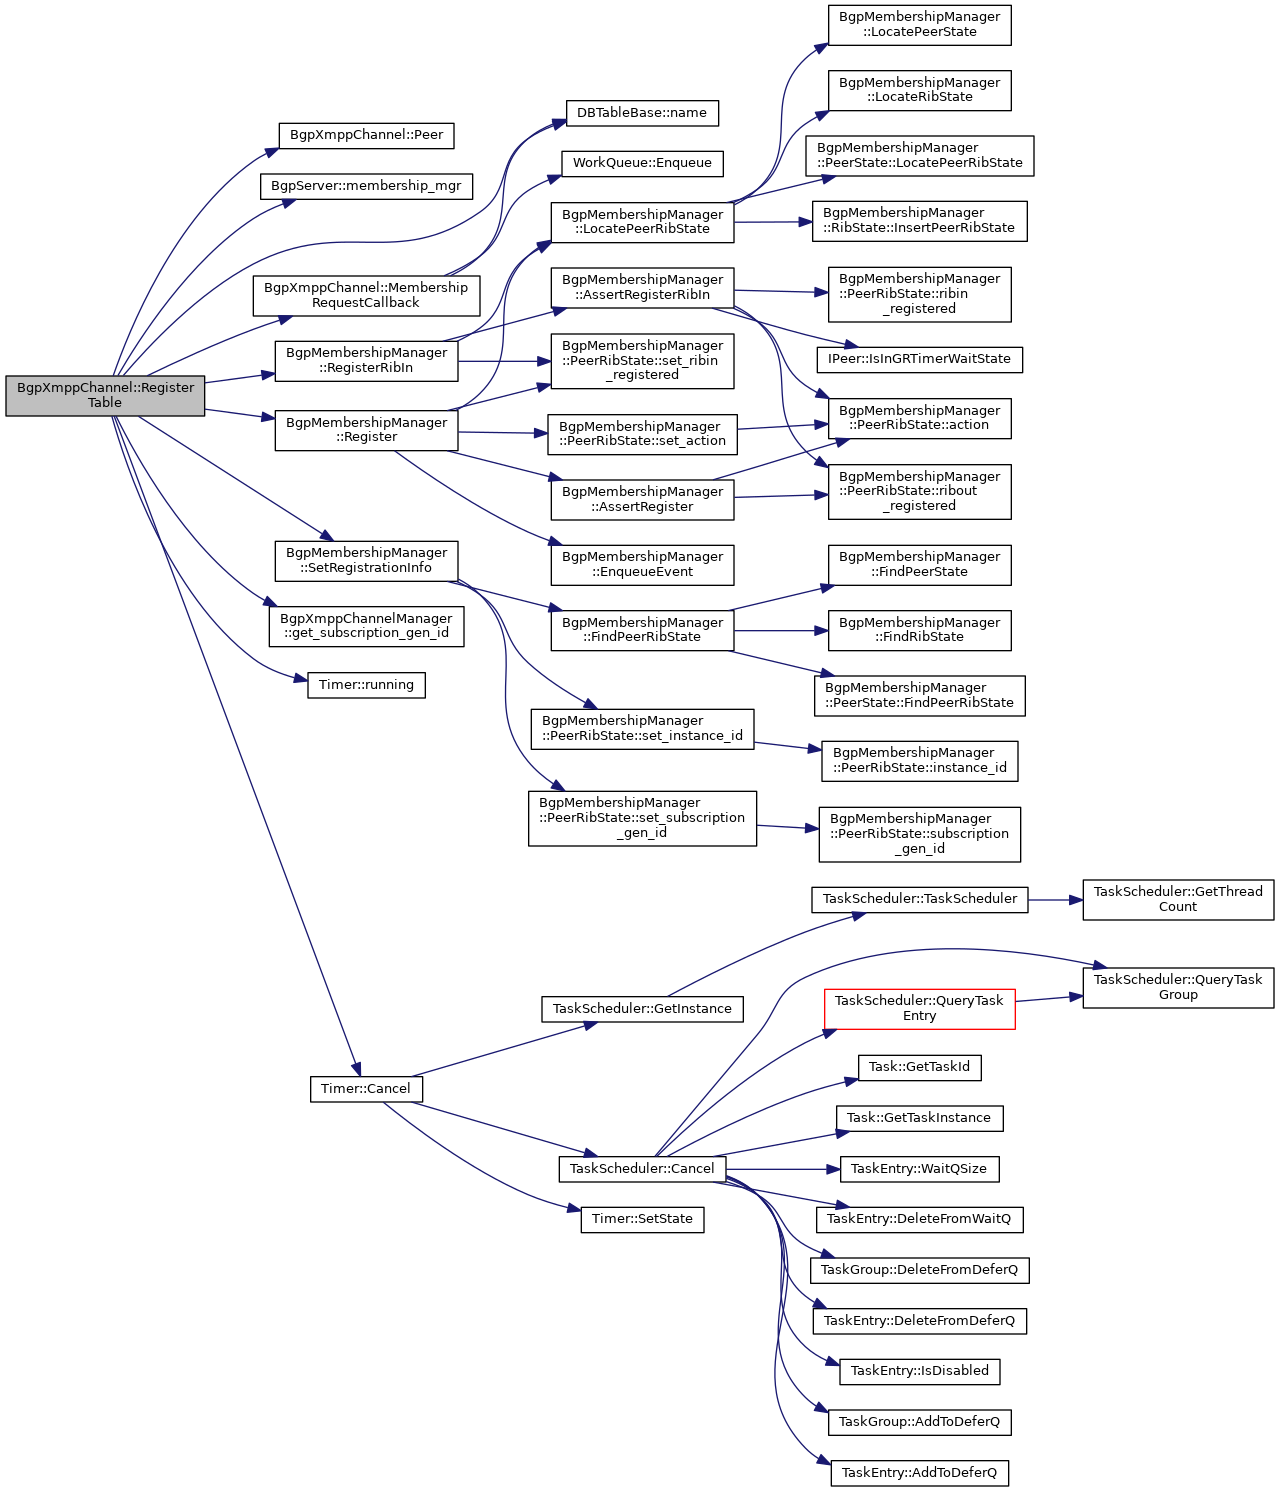 BgpXmppChannel::Register
Table
BgpXmppChannel::Peer
BgpServer::membership_mgr
BgpXmppChannel::Membership
RequestCallback
BgpMembershipManager
::RegisterRibIn
BgpMembershipManager
::Register
BgpMembershipManager
::SetRegistrationInfo
BgpXmppChannelManager
::get_subscription_gen_id
Timer::running
Timer::Cancel
DBTableBase::name
WorkQueue::Enqueue
BgpMembershipManager
::LocatePeerRibState
BgpMembershipManager
::AssertRegisterRibIn
BgpMembershipManager
::PeerRibState::set_ribin
_registered
BgpMembershipManager
::PeerRibState::set_action
BgpMembershipManager
::AssertRegister
BgpMembershipManager
::EnqueueEvent
BgpMembershipManager
::FindPeerRibState
BgpMembershipManager
::PeerRibState::set_instance_id
BgpMembershipManager
::PeerRibState::set_subscription
_gen_id
TaskScheduler::GetInstance
TaskScheduler::Cancel
Timer::SetState
BgpMembershipManager
::LocatePeerState
BgpMembershipManager
::LocateRibState
BgpMembershipManager
::PeerState::LocatePeerRibState
BgpMembershipManager
::RibState::InsertPeerRibState
BgpMembershipManager
::PeerRibState::ribin
_registered
IPeer::IsInGRTimerWaitState
BgpMembershipManager
::PeerRibState::action
BgpMembershipManager
::PeerRibState::ribout
_registered
BgpMembershipManager
::FindPeerState
BgpMembershipManager
::FindRibState
BgpMembershipManager
::PeerState::FindPeerRibState
BgpMembershipManager
::PeerRibState::instance_id
BgpMembershipManager
::PeerRibState::subscription
_gen_id
TaskScheduler::TaskScheduler
TaskScheduler::QueryTask
Entry
Task::GetTaskId
Task::GetTaskInstance
TaskEntry::WaitQSize
TaskEntry::DeleteFromWaitQ
TaskGroup::DeleteFromDeferQ
TaskEntry::DeleteFromDeferQ
TaskEntry::IsDisabled
TaskGroup::AddToDeferQ
TaskEntry::AddToDeferQ
TaskScheduler::GetThread
Count
TaskScheduler::QueryTask
Group